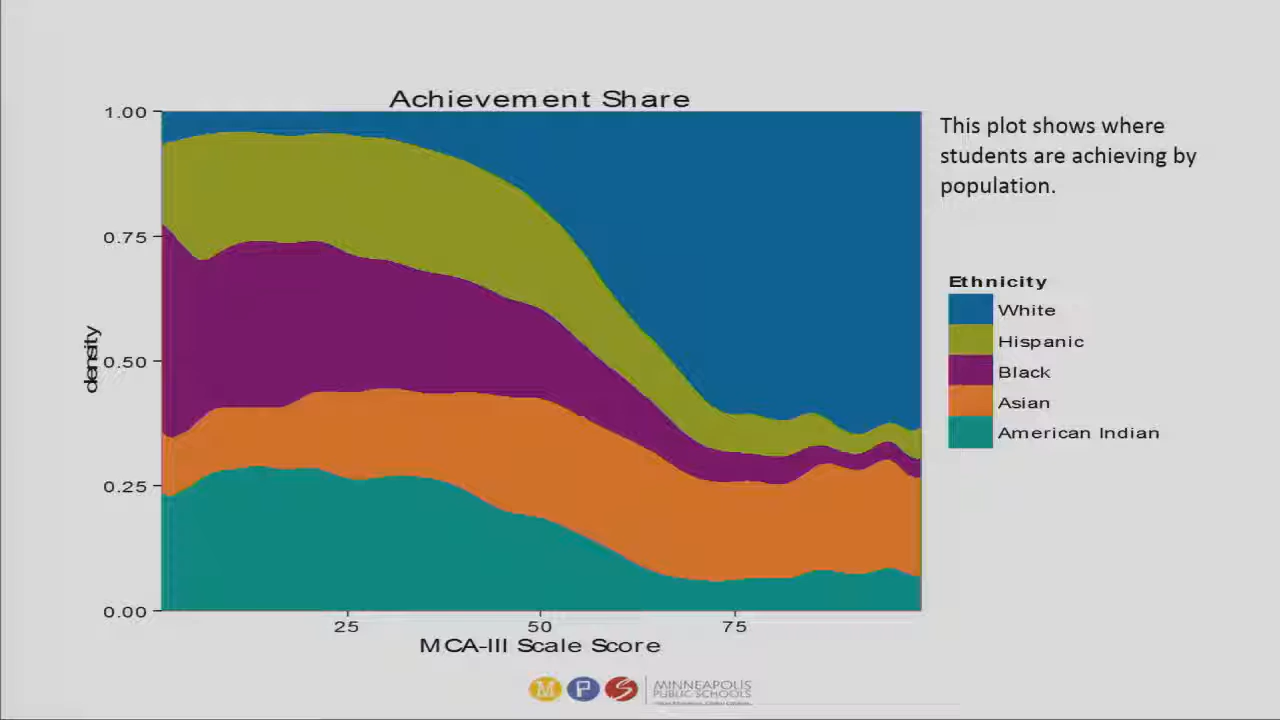 Achievement Share
This plot shows where
students are achieving by
population.
1.00
0.75
0.50
0.25
0.00
density
25
50
75
MCA-III Scale Score
Ethnicity
White
Hispanic
Black
Asian
American Indian
M P S
MINNEAPOLIS
PUBLIC SCHOOLS